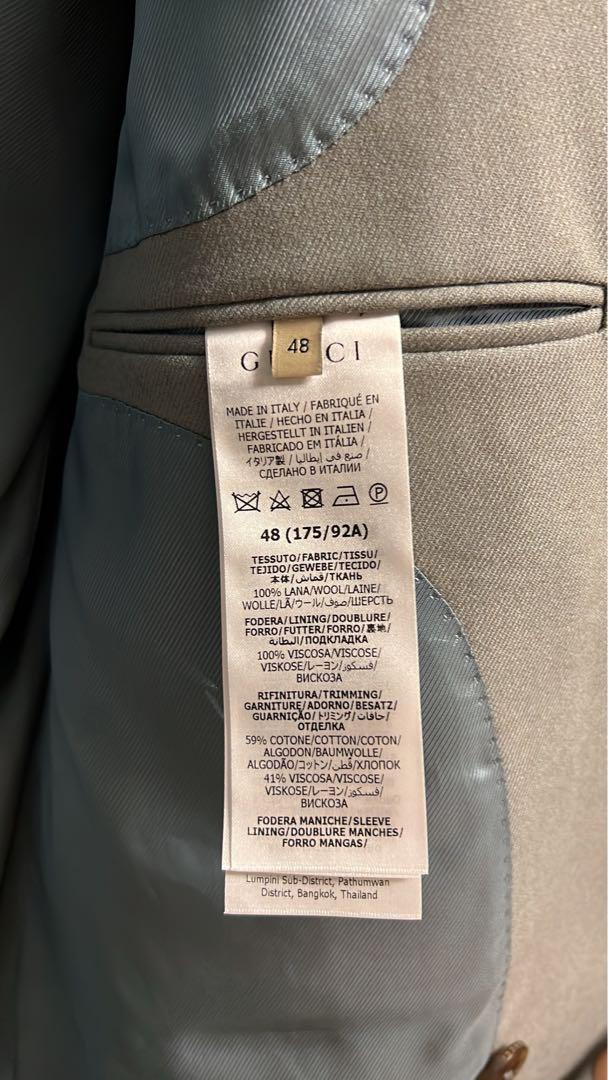 48
MADE IN ITALY / FABRIQUÉ EN
ITALIE / HECHO EN ITALIA /
HERGESTELLT IN ITALIEN /
FABRICADO EM ITÁLIA /
イタリア製 / صنع في إيطاليا /
СДЕЛАНО В ИТАЛИИ
48 (175/92A)
TESSUTO/FABRIC/TISSU/
TEJIDO/GEWEBE/TECIDO/
本体/قماش/ТКАНЬ
100% LANA/WOOL/LAINE/
WOLLE/LÃ/ウール/صوف/ШЕРСТЬ
FODERA/LINING/DOUBLURE/
FORRO/FUTTER/FORRO/裏地/
البطانة/ПОДКЛАДКА
100% VISCOSA/VISCOSE/
VISKOSE/レーヨン/فسكوز/
ВИСКОЗА
RIFINITURA/TRIMMING/
GARNITURE/ADORNO/BESATZ/
GUARNIÇÃO/トリミング/حافات/
ОТДЕЛКА
59% COTONE/COTTON/COTON/
ALGODON/BAUMWOLLE/
ALGODÃO/コットン/قطن/ХЛОПОК
41% VISCOSA/VISCOSE/
VISKOSE/レーヨン/فسكوز/
ВИСКОЗА
FODERA MANICHE/SLEEVE
LINING/DOUBLURE MANCHES/
FORRO MANGAS/
Lumpini Sub-District, Pathumwan
District, Bangkok, Thailand